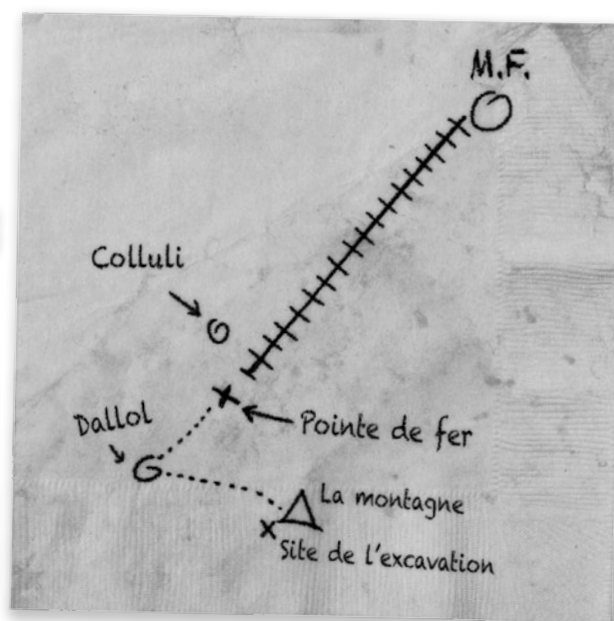 M.F.
Colluli
Dallol
Pointe de fer
La montagne
Site de l'excavation